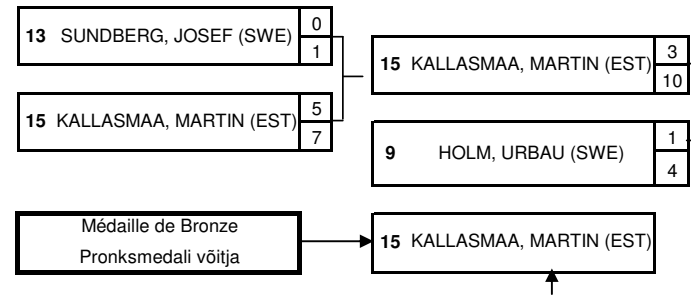 13 SUNDBERG, JOSEF (SWE) 0
1
15 KALLASMAA, MARTIN (EST) 5
7
15 KALLASMAA, MARTIN (EST) 3
10
9 HOLM, URBAU (SWE) 1
4
Médaille de Bronze
Pronksmedali võitja
15 KALLASMAA, MARTIN (EST)